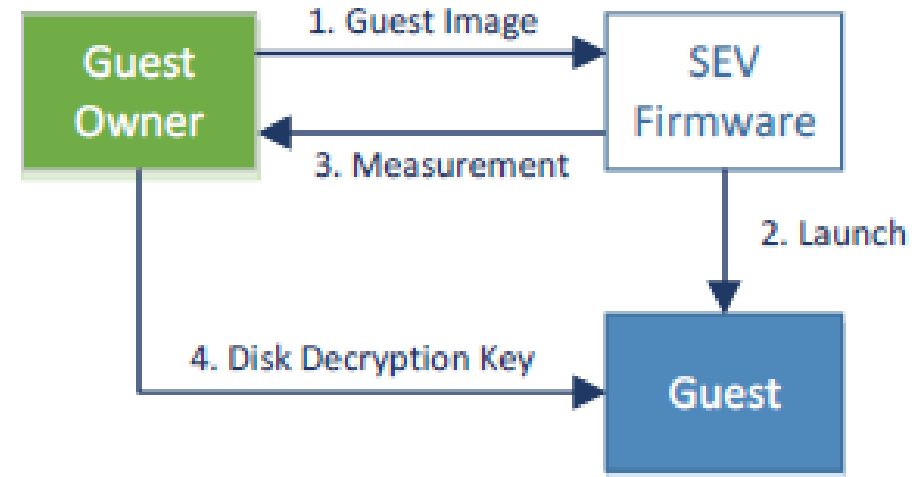 1. Guest Image
Guest
Owner
SEV
Firmware
3. Measurement
2. Launch
4. Disk Decryption Key
Guest